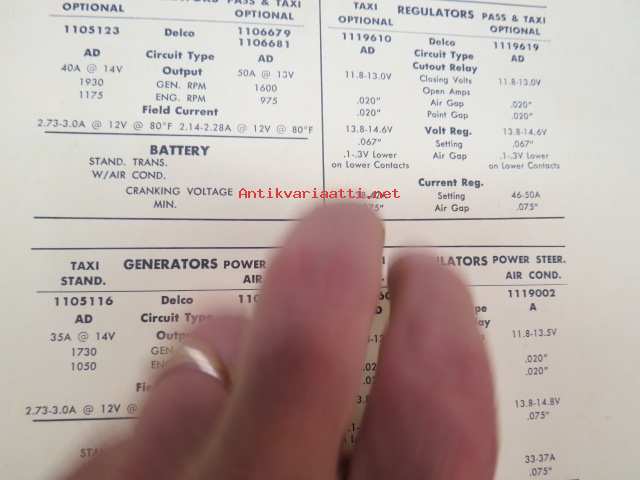 PASS & TAXI
OPTIONAL OPTIONAL
1105123 Delco 1106679
1106681
AD Circuit Type AD
40A @ 14V Output 50A @ 13V
1930 GEN. RPM 1600
1175 ENG. RPM 975
Field Current
2.73-3.0A @ 12V @ 80°F 2.14-2.28A @ 12V @ 80°F
BATTERY
STAND. TRANS.
W/AIR COND.
CRANKING VOLTAGE
MIN.
TAXI REGULATORS PASS & TAXI
OPTIONAL OPTIONAL
1119610 Delco 1119619
AD Circuit Type AD
Cutout Relay
11.8-13.0V Closing Volts 11.8-13.0V
Open Amps
.020" Air Gap .020"
.020" Point Gap .020"
13.8-14.6V Volt Reg. 13.8-14.6V
.067" Setting .067"
.1-.3V Lower Air Gap .1-.3V Lower
on Lower Contacts on Lower Contacts
Current Reg.
Setting 46-50A
Air Gap .075"
Antikvariaatti.net
TAXI GENERATORS POWER
STAND. AIR
1105116 Delco
AD Circuit Type
35A @ 14V
1730
1050
2.73-3.0A @ 12V @
POWER STEER.
AIR COND.
1119002
A
11.8-13.5V
.020"
.020"
13.8-14.8V
.075"
33-37A
.075"